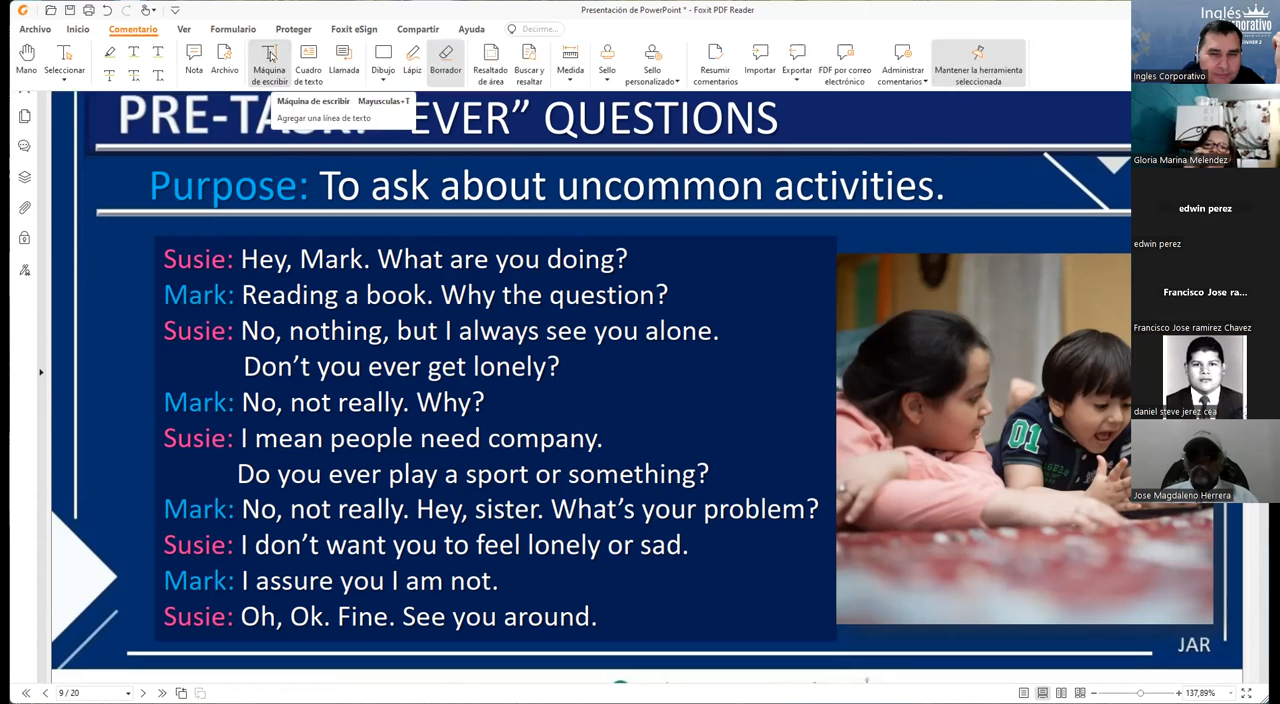 Presentación de PowerPoint * - Foxit PDF Reader
Archivo Inicio Comentario Ver Formulario Proteger Foxit eSign Compartir Ayuda Decirme...
Mano
Seleccionar
Nota
Archivo
Máquina de escribir
Cuadro de texto
Llamada
Dibujo
Lápiz
Borrador
Resaltado de área
Buscar y resaltar
Medida
Sello
Sello personalizado
Resumir comentarios
Importar
Exportar
PDF por correo electrónico
Administrar comentarios
Mantener la herramienta seleccionada
Máquina de escribir Mayusculas+T
Agregar una línea de texto
EVER” QUESTIONS
Purpose: To ask about uncommon activities.
Susie: Hey, Mark. What are you doing?
Mark: Reading a book. Why the question?
Susie: No, nothing, but I always see you alone.
Don’t you ever get lonely?
Mark: No, not really. Why?
Susie: I mean people need company.
Do you ever play a sport or something?
Mark: No, not really. Hey, sister. What’s your problem?
Susie: I don’t want you to feel lonely or sad.
Mark: I assure you I am not.
Susie: Oh, Ok. Fine. See you around.
01
JAR
Inglés
Ingles Corporativo
Gloria Marina Melendez
edwin perez
edwin perez
Francisco Jose ra...
Francisco Jose ramirez Chavez
daniel steve jerez cea
Jose Magdaleno Herrera
9 / 20
137,89%